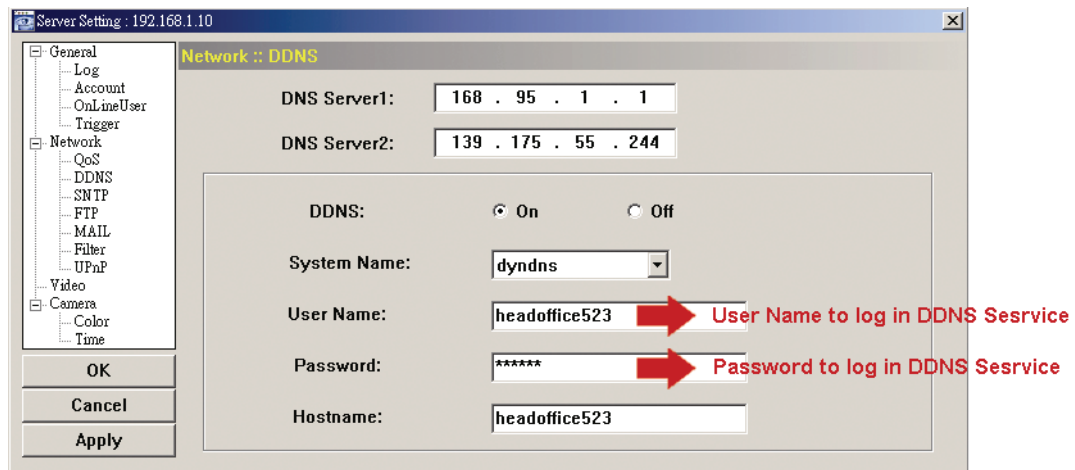 Server Setting : 192.168.1.10
General
Log
Account
OnLineUser
Trigger
Network
QoS
DDNS
SNTP
FTP
MAIL
Filter
UPnP
Video
Camera
Color
Time
OK
Cancel
Apply
Network :: DDNS
DNS Server1: 168 . 95 . 1 . 1
DNS Server2: 139 . 175 . 55 . 244
DDNS: On Off
System Name: dyndns
User Name: headoffice523 User Name to log in DDNS Sesrvice
Password: ****** Password to log in DDNS Sesrvice
Hostname: headoffice523